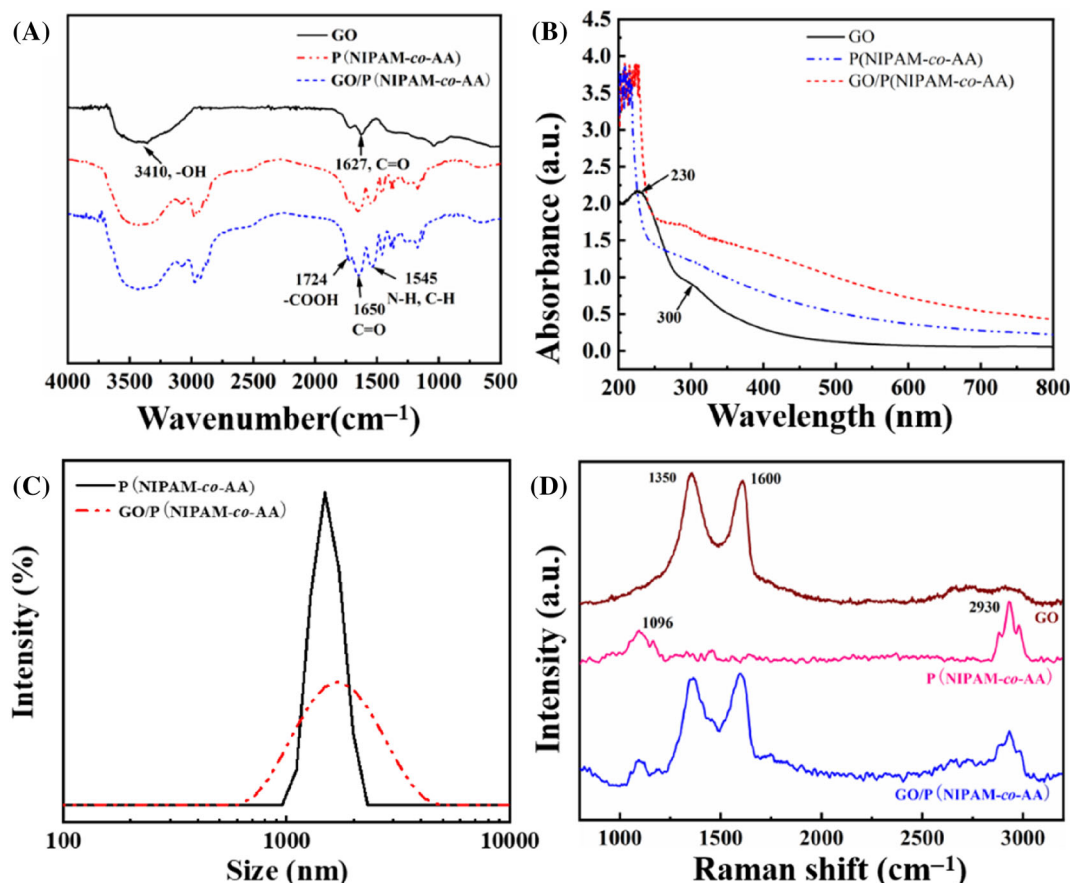 (A)
GO
P(NIPAM-co-AA)
GO/P(NIPAM-co-AA)
3410, -OH
1627, C=O
1724
-COOH
1650
C=O
1545
N-H, C-H
4000 3500 3000 2500 2000 1500 1000 500
Wavenumber(cm⁻¹)
(B)
GO
P(NIPAM-co-AA)
GO/P(NIPAM-co-AA)
4.5
4.0
3.5
3.0
2.5
2.0
1.5
1.0
0.5
0.0
Absorbance (a.u.)
230
300
200 300 400 500 600 700 800
Wavelength (nm)
(C)
P(NIPAM-co-AA)
GO/P(NIPAM-co-AA)
Intensity (%)
100 1000 10000
Size (nm)
(D)
1350 1600
GO
1096
2930
P(NIPAM-co-AA)
GO/P(NIPAM-co-AA)
Intensity (a.u.)
1000 1500 2000 2500 3000
Raman shift (cm⁻¹)